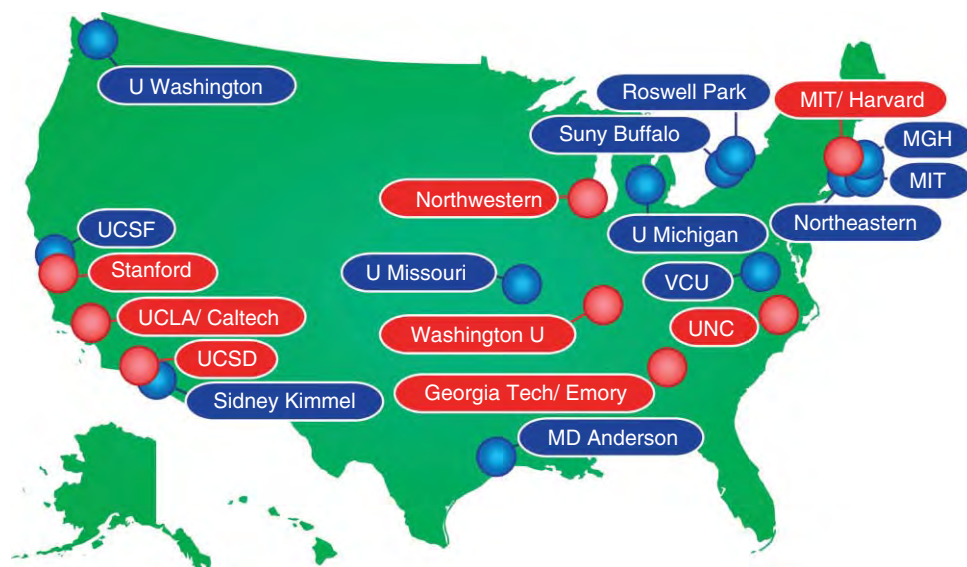 U Washington
Roswell Park
MIT/ Harvard
Suny Buffalo
MGH
MIT
Northwestern
Northeastern
UCSF
U Michigan
Stanford
U Missouri
VCU
UCLA/ Caltech
Washington U
UNC
UCSD
Georgia Tech/ Emory
Sidney Kimmel
MD Anderson